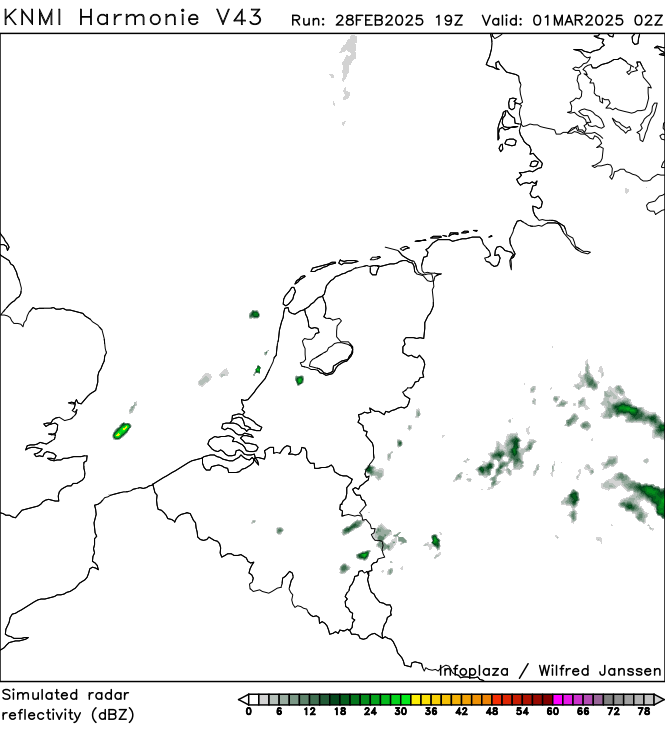 KNMI Harmonie V43 Run: 28FEB2025 19Z Valid: 01MAR2025 02Z
Infoplaza / Wilfred Janssen
Simulated radar
reflectivity (dBZ)
0 6 12 18 24 30 36 42 48 54 60 66 72 78